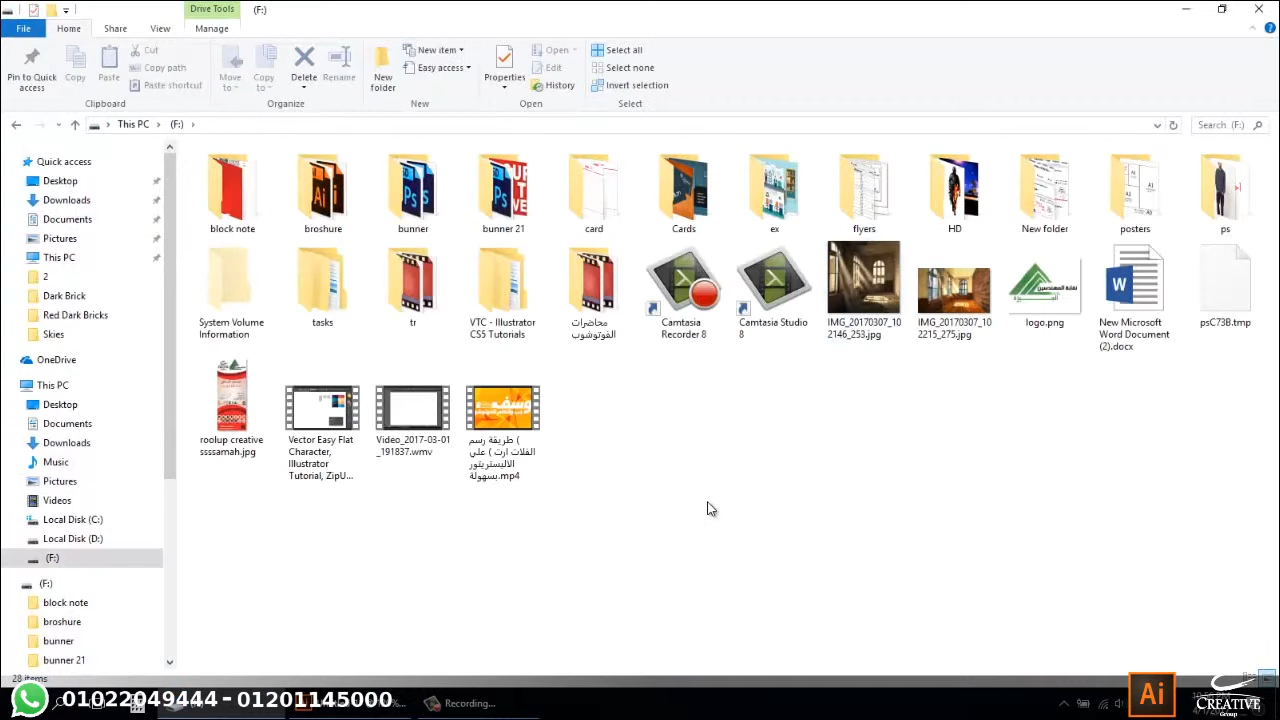 Drive Tools
(F:)
File
Home
Share
View
Manage
Pin to Quick access
Copy
Paste
Cut
Copy path
Paste shortcut
Clipboard
Move to
Copy to
Delete
Rename
Organize
New folder
New item
Easy access
New
Properties
Open
Edit
History
Open
Select all
Select none
Invert selection
Select
This PC
(F:)
Search (F:)
Quick access
Desktop
Downloads
Documents
Pictures
This PC
2
Dark Brick
Red Dark Bricks
Skies
OneDrive
This PC
Desktop
Documents
Downloads
Music
Pictures
Videos
Local Disk (C:)
Local Disk (D:)
(F:)
(F:)
block note
broshure
bunner
bunner 21
block note
broshure
bunner
bunner 21
card
Cards
ex
flyers
HD
New folder
posters
ps
System Volume
Information
tasks
tr
VTC - Illustrator
CS5 Tutorials
محاضرات
الفوتوشوب
Camtasia
Recorder 8
Camtasia Studio
8
IMG_20170307_10
2146_253.jpg
IMG_20170307_10
2215_275.jpg
logo.png
New Microsoft
Word Document
(2).docx
psC73B.tmp
roolup creative
ssssamah.jpg
Vector Easy Flat
Character,
Illustrator
Tutorial, ZipU...
Video_2017-03-01
_191837.wmv
( طريقة رسم
الفلات ارت ) علي
الاليستريتور
بسهولة.mp4
28 items
01022049444 - 01201145000
Recording...
Ai
CREATIVE
Group